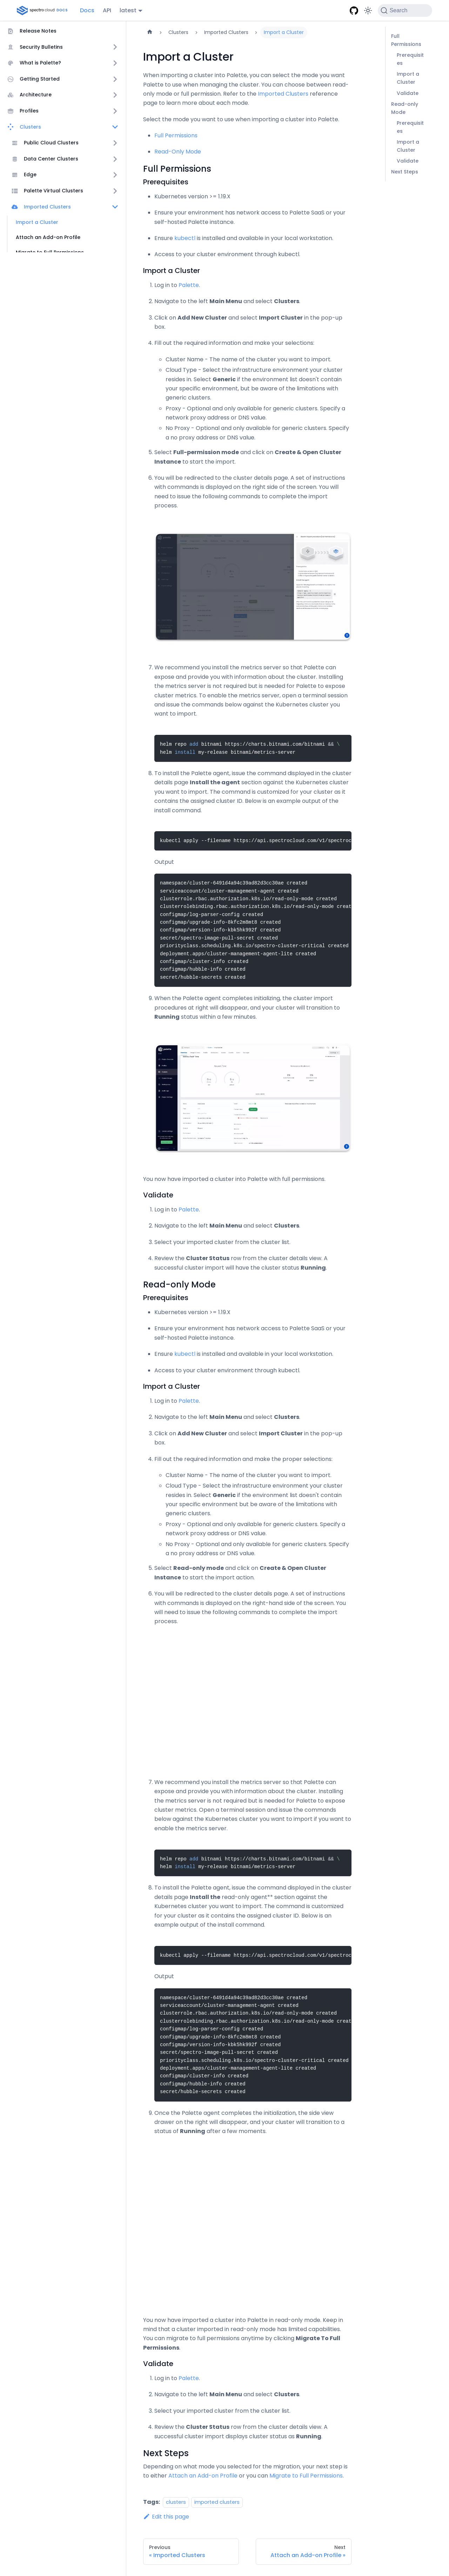 spectro cloud DOCS
Docs
API
latest
Search
Release Notes
Security Bulletins
What is Palette?
Getting Started
Architecture
Profiles
Clusters
Public Cloud Clusters
Data Center Clusters
Edge
Palette Virtual Clusters
Imported Clusters
Import a Cluster
Attach an Add-on Profile
Migrate to Full Permissions
Clusters
Imported Clusters
Import a Cluster
Import a Cluster
When importing a cluster into Palette, you can select the mode you want
Palette to use when managing a cluster. You can choose between read-
only mode or full permission. Refer to the Imported Clusters reference
page to learn more about each mode.
Select the mode you want to use when importing a cluster into Palette.
• Full Permissions
• Read-Only Mode
Full Permissions
Prerequisites
• Kubernetes version >= 1.19.X
• Ensure your environment has network access to Palette SaaS or your
self-hosted Palette instance.
• Ensure kubectl is installed and available in your local workstation.
• Access to your cluster environment through kubectl.
Import a Cluster
1. Log in to Palette.
2. Navigate to the left Main Menu and select Clusters.
3. Click on Add New Cluster and select Import Cluster in the pop-up
box.
4. Fill out the required information and make your selections:
Cluster Name - The name of the cluster you want to import.
Cloud Type - Select the infrastructure environment your cluster
resides in. Select Generic if the environment list doesn't contain
your specific environment, but be aware of the limitations with
generic clusters.
Proxy - Optional and only available for generic clusters. Specify a
network proxy address or DNS value.
No Proxy - Optional and only available for generic clusters. Specify
a no proxy address or DNS value.
5. Select Full-permission mode and click on Create & Open Cluster
Instance to start the import.
6. You will be redirected to the cluster details page. A set of instructions
with commands is displayed on the right side of the screen. You will
need to issue the following commands to complete the import
process.
7. We recommend you install the metrics server so that Palette can
expose and provide you with information about the cluster. Installing
the metrics server is not required but is needed for Palette to expose
cluster metrics. To enable the metrics server, open a terminal session
and issue the commands below against the Kubernetes cluster you
want to import.
helm repo add bitnami https://charts.bitnami.com/bitnami && \
helm install my-release bitnami/metrics-server
8. To install the Palette agent, issue the command displayed in the cluster
details page Install the agent section against the Kubernetes cluster
you want to import. The command is customized for your cluster as it
contains the assigned cluster ID. Below is an example output of the
install command.
kubectl apply --filename https://api.spectrocloud.com/v1/spectroc
Output
namespace/cluster-6491d4a94c39ad82d3cc30ae created
serviceaccount/cluster-management-agent created
clusterrole.rbac.authorization.k8s.io/read-only-mode created
clusterrolebinding.rbac.authorization.k8s.io/read-only-mode creat
configmap/log-parser-config created
configmap/upgrade-info-8kfc2m8mt8 created
configmap/version-info-kbk5hk992f created
secret/spectro-image-pull-secret created
priorityclass.scheduling.k8s.io/spectro-cluster-critical created
deployment.apps/cluster-management-agent-lite created
configmap/cluster-info created
configmap/hubble-info created
secret/hubble-secrets created
9. When the Palette agent completes initializing, the cluster import
procedures at right will disappear, and your cluster will transition to
Running status within a few minutes.
You now have imported a cluster into Palette with full permissions.
Validate
1. Log in to Palette.
2. Navigate to the left Main Menu and select Clusters.
3. Select your imported cluster from the cluster list.
4. Review the Cluster Status row from the cluster details view. A
successful cluster import will have the cluster status Running.
Read-only Mode
Prerequisites
• Kubernetes version >= 1.19.X
• Ensure your environment has network access to Palette SaaS or your
self-hosted Palette instance.
• Ensure kubectl is installed and available in your local workstation.
• Access to your cluster environment through kubectl.
Import a Cluster
1. Log in to Palette.
2. Navigate to the left Main Menu and select Clusters.
3. Click on Add New Cluster and select Import Cluster in the pop-up
box.
4. Fill out the required information and make the proper selections:
Cluster Name - The name of the cluster you want to import.
Cloud Type - Select the infrastructure environment your cluster
resides in. Select Generic if the environment list doesn't contain
your specific environment but be aware of the limitations with
generic clusters.
Proxy - Optional and only available for generic clusters. Specify a
network proxy address or DNS value.
No Proxy - Optional and only available for generic clusters. Specify
a no proxy address or DNS value.
5. Select Read-only mode and click on Create & Open Cluster
Instance to start the import action.
6. You will be redirected to the cluster details page. A set of instructions
with commands is displayed on the right-hand side of the screen. You
will need to issue the following commands to complete the import
process.
7. We recommend you install the metrics server so that Palette can
expose and provide you with information about the cluster. Installing
the metrics server is not required but is needed for Palette to expose
cluster metrics. Open a terminal session and issue the commands
below against the Kubernetes cluster you want to import if you want to
enable the metrics server.
helm repo add bitnami https://charts.bitnami.com/bitnami && \
helm install my-release bitnami/metrics-server
8. To install the Palette agent, issue the command displayed in the cluster
details page Install the read-only agent** section against the
Kubernetes cluster you want to import. The command is customized
for your cluster as it contains the assigned cluster ID. Below is an
example output of the install command.
kubectl apply --filename https://api.spectrocloud.com/v1/spectroc
Output
namespace/cluster-6491d4a94c39ad82d3cc30ae created
serviceaccount/cluster-management-agent created
clusterrole.rbac.authorization.k8s.io/read-only-mode created
clusterrolebinding.rbac.authorization.k8s.io/read-only-mode creat
configmap/log-parser-config created
configmap/upgrade-info-8kfc2m8mt8 created
configmap/version-info-kbk5hk992f created
secret/spectro-image-pull-secret created
priorityclass.scheduling.k8s.io/spectro-cluster-critical created
deployment.apps/cluster-management-agent-lite created
configmap/cluster-info created
configmap/hubble-info created
secret/hubble-secrets created
9. Once the Palette agent completes the initialization, the side view
drawer on the right will disappear, and your cluster will transition to a
status of Running after a few moments.
You now have imported a cluster into Palette in read-only mode. Keep in
mind that a cluster imported in read-only mode has limited capabilities.
You can migrate to full permissions anytime by clicking Migrate To Full
Permissions.
Validate
1. Log in to Palette.
2. Navigate to the left Main Menu and select Clusters.
3. Select your imported cluster from the cluster list.
4. Review the Cluster Status row from the cluster details view. A
successful cluster import displays cluster status as Running.
Next Steps
Depending on what mode you selected for the migration, your next step is
to either Attach an Add-on Profile or you can Migrate to Full Permissions.
Tags: clusters imported clusters
Edit this page
Previous
« Imported Clusters
Next
Attach an Add-on Profile »
Full
Permissions
Prerequisit
es
Import a
Cluster
Validate
Read-only
Mode
Prerequisit
es
Import a
Cluster
Validate
Next Steps